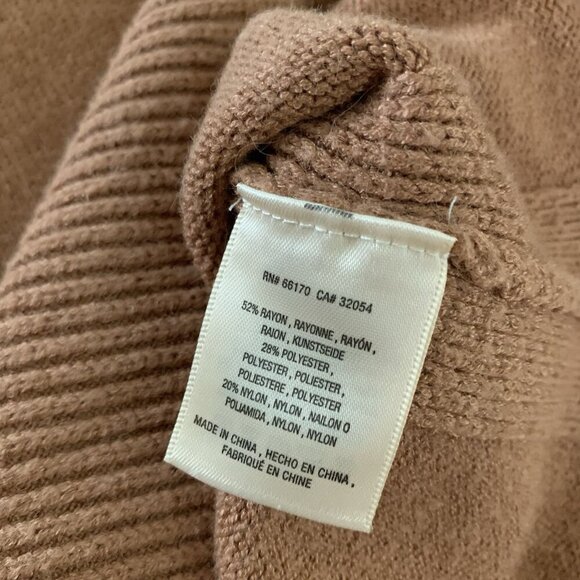 RN# 66170 CA# 32054
52% RAYON, RAYONNE, RAYÓN,
RAION, KUNSTSEIDE
28% POLYESTER,
POLYESTER, POLIESTER,
POLIESTERE, POLYESTER
20% NYLON, NYLON, NAILON O
POLIAMIDA, NYLON, NYLON
MADE IN CHINA, HECHO EN CHINA,
FABRIQUÉ EN CHINE